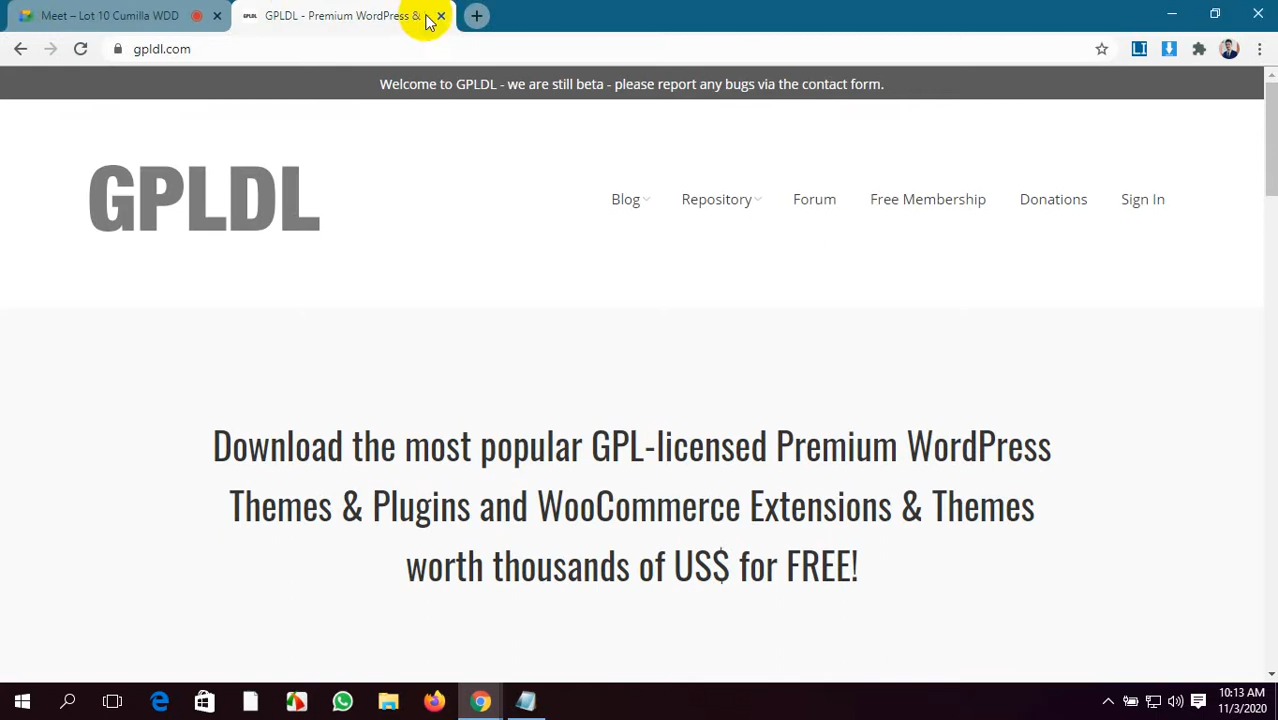 Meet – Lot 10 Cumilla WDD
GPLDL - Premium WordPress &
gpldl.com
LI
Welcome to GPLDL - we are still beta - please report any bugs via the contact form.
GPLDL
Blog
Repository
Forum
Free Membership
Donations
Sign In
Download the most popular GPL-licensed Premium WordPress
Themes & Plugins and WooCommerce Extensions & Themes
worth thousands of US$ for FREE!
10:13 AM
11/3/2020